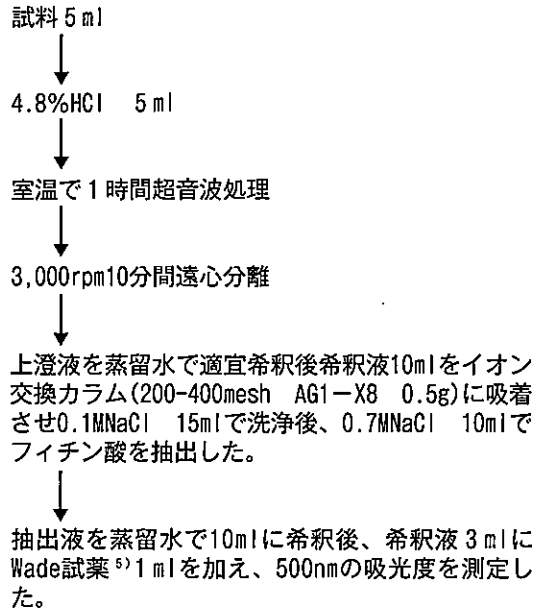 試料5ml
4.8%HCl 5ml
室温で1時間超音波処理
3,000rpm10分間遠心分離
上澄液を蒸留水で適宜希釈後希釈液10mlをイオン
交換カラム(200-400mesh AG1-X8 0.5g)に吸着
させ0.1MNaCl 15mlで洗浄後、0.7MNaCl 10mlで
フィチン酸を抽出した。
抽出液を蒸留水で10mlに希釈後、希釈液3mlに
Wade試薬⁵⁾1mlを加え、500nmの吸光度を測定し
た。